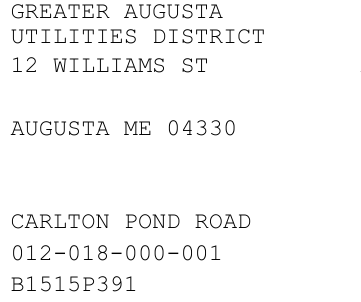 GREATER AUGUSTA
UTILITIES DISTRICT
12 WILLIAMS ST
AUGUSTA ME 04330
CARLTON POND ROAD
012-018-000-001
B1515P391